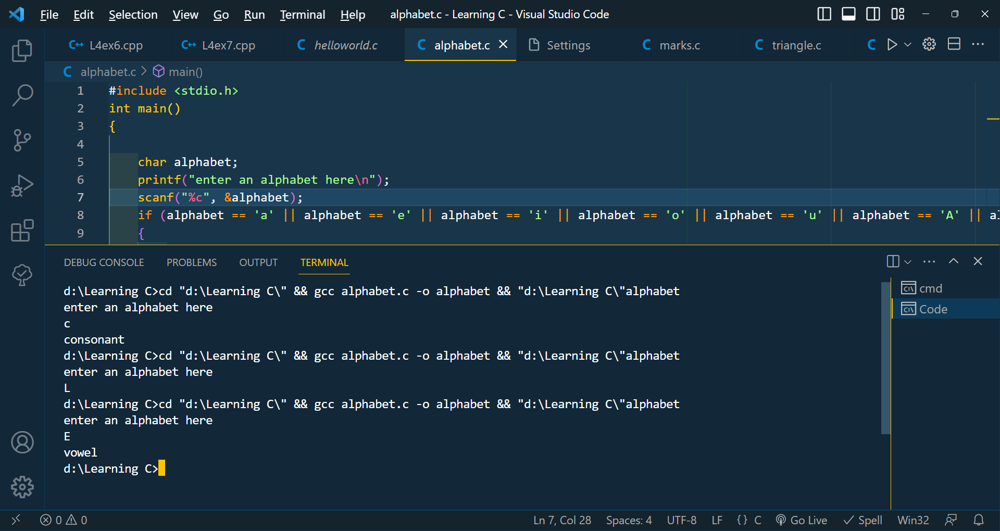 File Edit Selection View Go Run Terminal Help alphabet.c - Learning C - Visual Studio Code
C++ L4ex6.cpp C++ L4ex7.cpp C helloworld.c C alphabet.c Settings C marks.c C triangle.c C
C alphabet.c > main()
1 #include <stdio.h>
2 int main()
3 {
4
5 char alphabet;
6 printf("enter an alphabet here\n");
7 scanf("%c", &alphabet);
8 if (alphabet == 'a' || alphabet == 'e' || alphabet == 'i' || alphabet == 'o' || alphabet == 'u' || alphabet == 'A' || al
9 {
DEBUG CONSOLE PROBLEMS OUTPUT TERMINAL
d:\Learning C>cd "d:\Learning C\" && gcc alphabet.c -o alphabet && "d:\Learning C\"alphabet
enter an alphabet here
c
consonant
d:\Learning C>cd "d:\Learning C\" && gcc alphabet.c -o alphabet && "d:\Learning C\"alphabet
enter an alphabet here
L
d:\Learning C>cd "d:\Learning C\" && gcc alphabet.c -o alphabet && "d:\Learning C\"alphabet
enter an alphabet here
E
vowel
d:\Learning C>
cmd
Code
0 0 Ln 7, Col 28 Spaces: 4 UTF-8 LF {} C Go Live Spell Win32